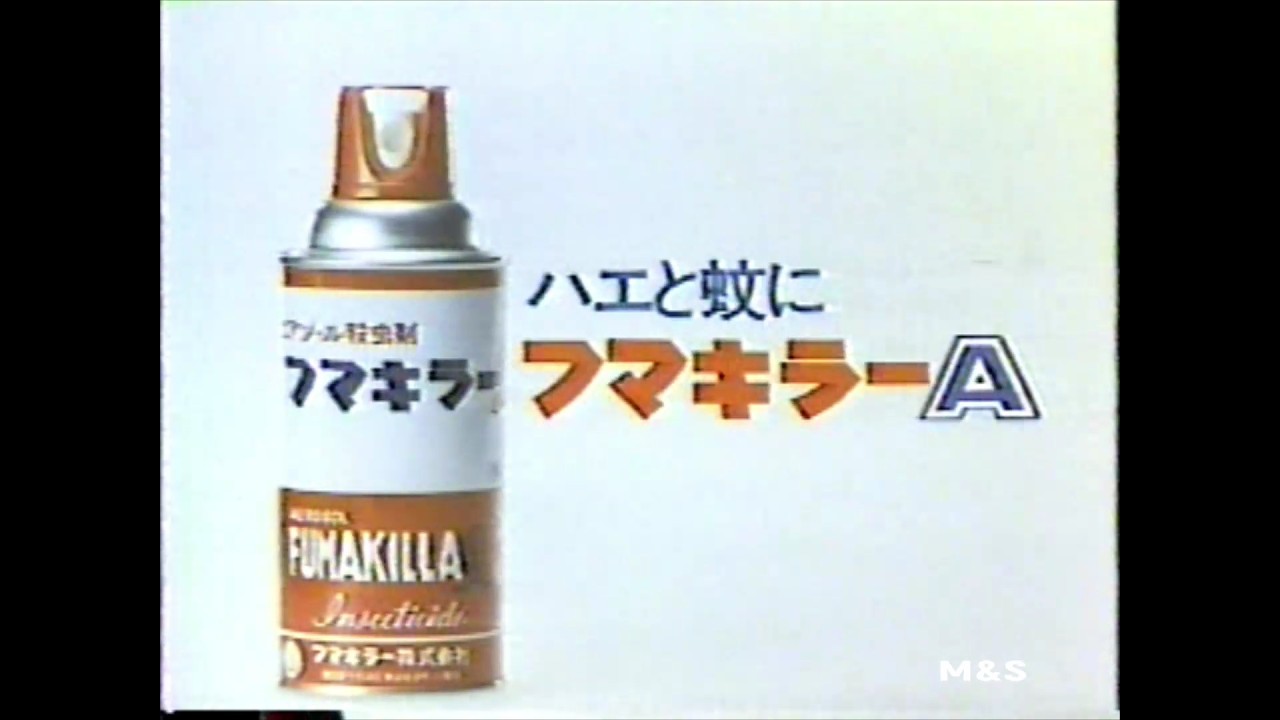 ハエと蚊に
フマキラーA
エアゾール殺虫剤
フマキラー
AEROSOL
FUMAKILLA
Insecticide
フマキラー株式会社
M&S